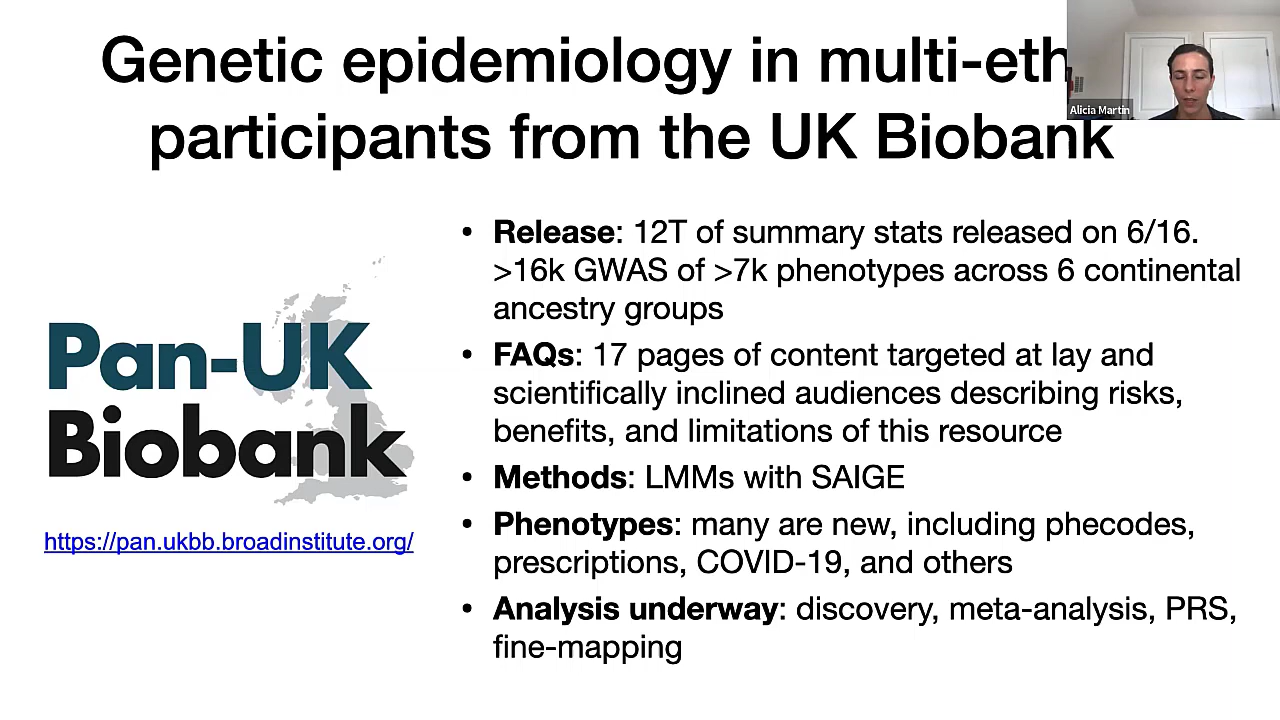 Genetic epidemiology in multi-eth
participants from the UK Biobank
Alicia Martin
• Release: 12T of summary stats released on 6/16.
>16k GWAS of >7k phenotypes across 6 continental
ancestry groups
• FAQs: 17 pages of content targeted at lay and
scientifically inclined audiences describing risks,
benefits, and limitations of this resource
• Methods: LMMs with SAIGE
• Phenotypes: many are new, including phecodes,
prescriptions, COVID-19, and others
• Analysis underway: discovery, meta-analysis, PRS,
fine-mapping
Pan-UK
Biobank
https://pan.ukbb.broadinstitute.org/